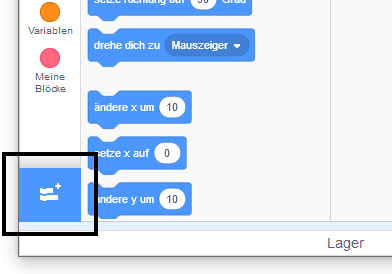 setze Richtung auf 90 Grad
Variablen
drehe dich zu Mauszeiger
Meine
Blöcke
ändere x um 10
setze x auf 0
ändere y um 10
Lager